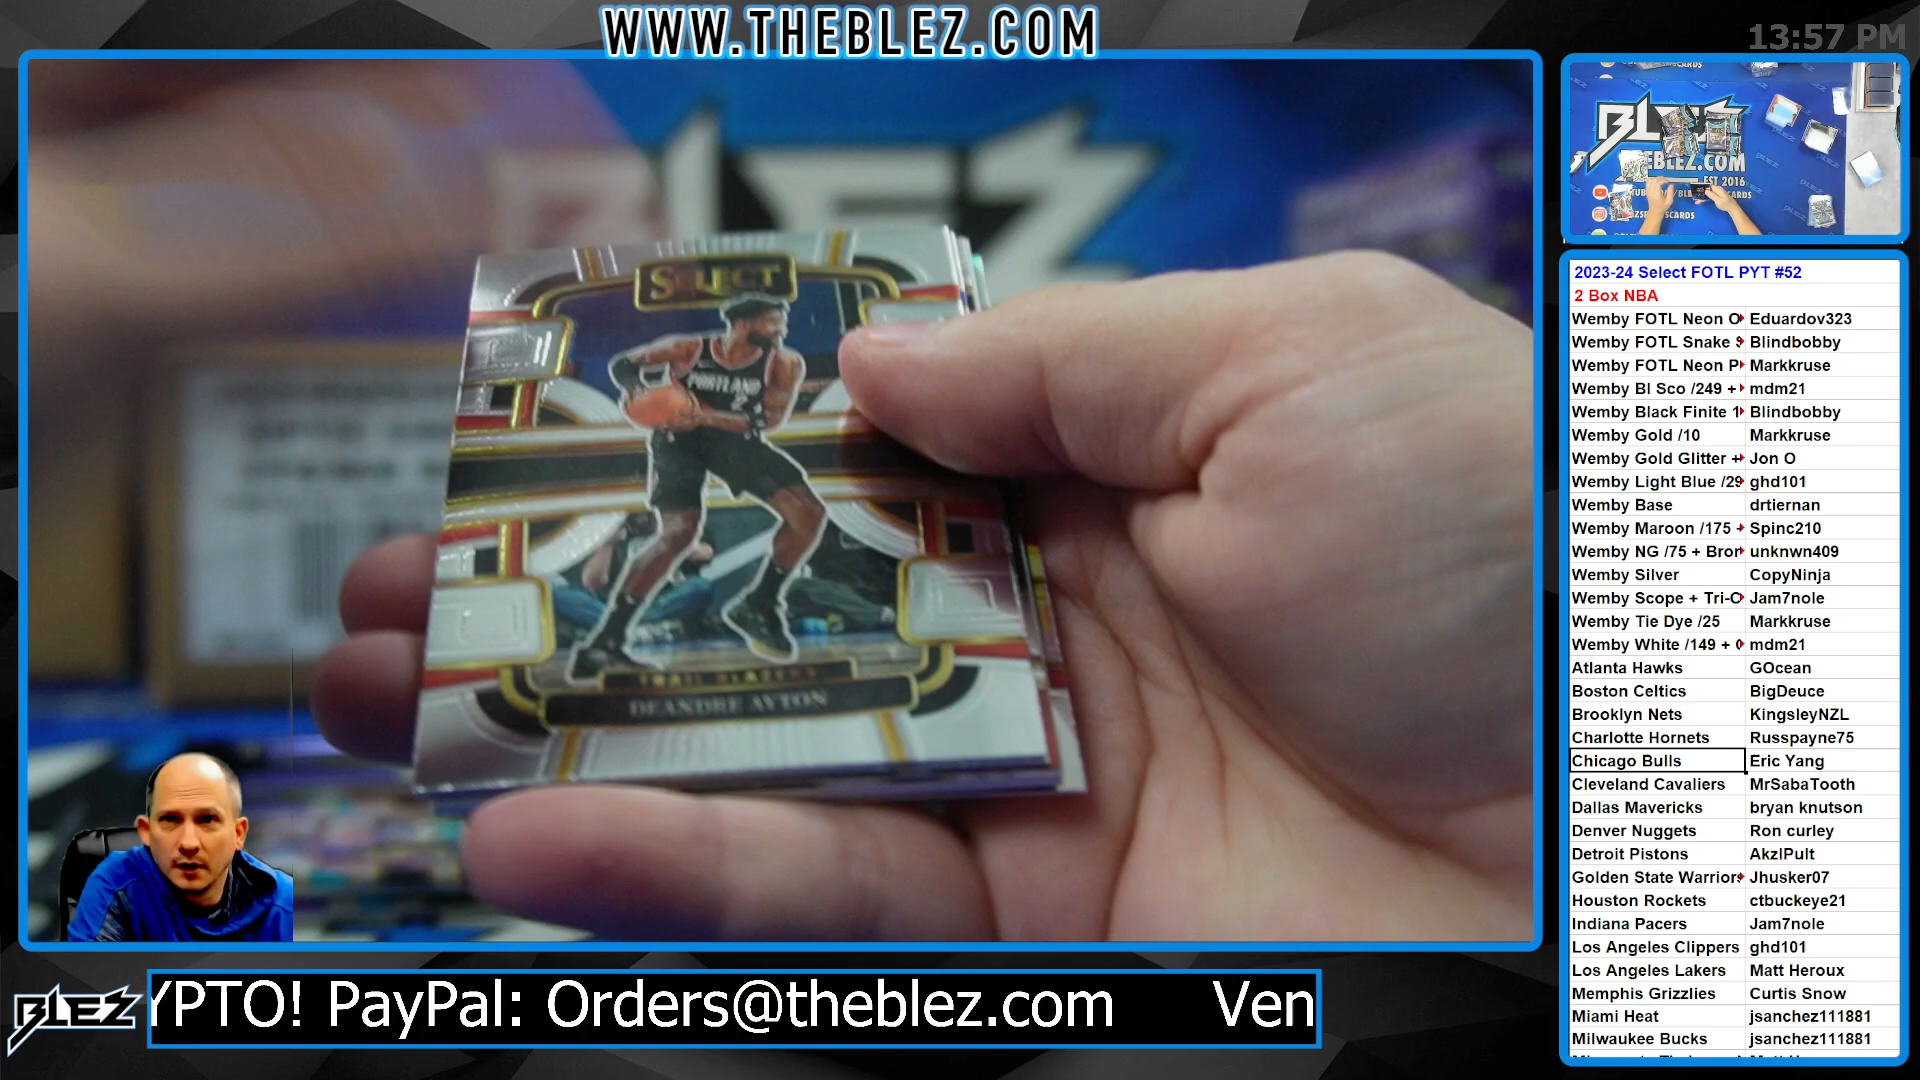 WWW.THEBLEZ.COM
13:57 PM
SELECT
PORTLAND
2
TRAIL BLAZERS
DEANDRE AYTON
EBLEZ.COM
EST 2016
2023-24 Select FOTL PYT #52
2 Box NBA
Wemby FOTL Neon O Eduardov323
Wemby FOTL Snake Blindbobby
Wemby FOTL Neon P Markkruse
Wemby Bl Sco /249 + mdm21
Wemby Black Finite 1 Blindbobby
Wemby Gold /10 Markkruse
Wemby Gold Glitter + Jon O
Wemby Light Blue /29 ghd101
Wemby Base drtiernan
Wemby Maroon /175 + Spinc210
Wemby NG /75 + Bron unknwn409
Wemby Silver CopyNinja
Wemby Scope + Tri-C Jam7nole
Wemby Tie Dye /25 Markkruse
Wemby White /149 + mdm21
Atlanta Hawks GOcean
Boston Celtics BigDeuce
Brooklyn Nets KingsleyNZL
Charlotte Hornets Russpayne75
Chicago Bulls Eric Yang
Cleveland Cavaliers MrSabaTooth
Dallas Mavericks bryan knutson
Denver Nuggets Ron curley
Detroit Pistons AkzlPult
Golden State Warriors Jhusker07
Houston Rockets ctbuckeye21
Indiana Pacers Jam7nole
Los Angeles Clippers ghd101
Los Angeles Lakers Matt Heroux
Memphis Grizzlies Curtis Snow
Miami Heat jsanchez111881
Milwaukee Bucks jsanchez111881
BLEZ
YPTO! PayPal: Orders@theblez.com Ven